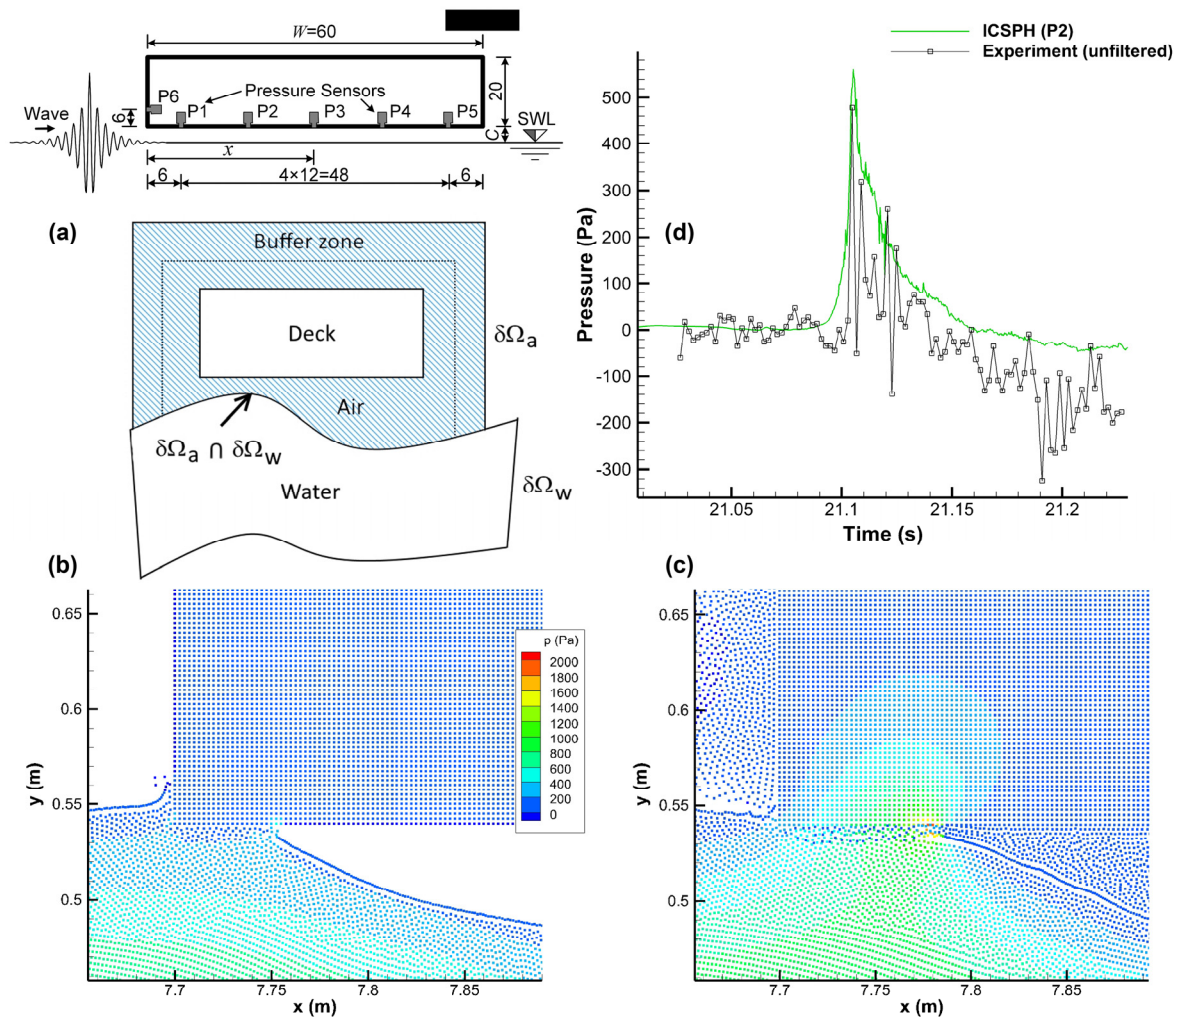 W=60
P6
Pressure Sensors
20
6
P1
P2
P3
P4
P5
Wave
C
SWL
x
6
4×12=48
6
(a)
Buffer zone
Deck
δΩa
Air
δΩa ∩ δΩw
Water
δΩw
ICSPH (P2)
Experiment (unfiltered)
(d)
Pressure (Pa)
500
400
300
200
100
0
-100
-200
-300
21.05
21.1
21.15
21.2
Time (s)
(b)
y (m)
0.65
0.6
0.55
0.5
7.7
7.75
7.8
7.85
x (m)
p (Pa)
2000
1800
1600
1400
1200
1000
800
600
400
200
0
(c)
y (m)
0.65
0.6
0.55
0.5
7.7
7.75
7.8
7.85
x (m)